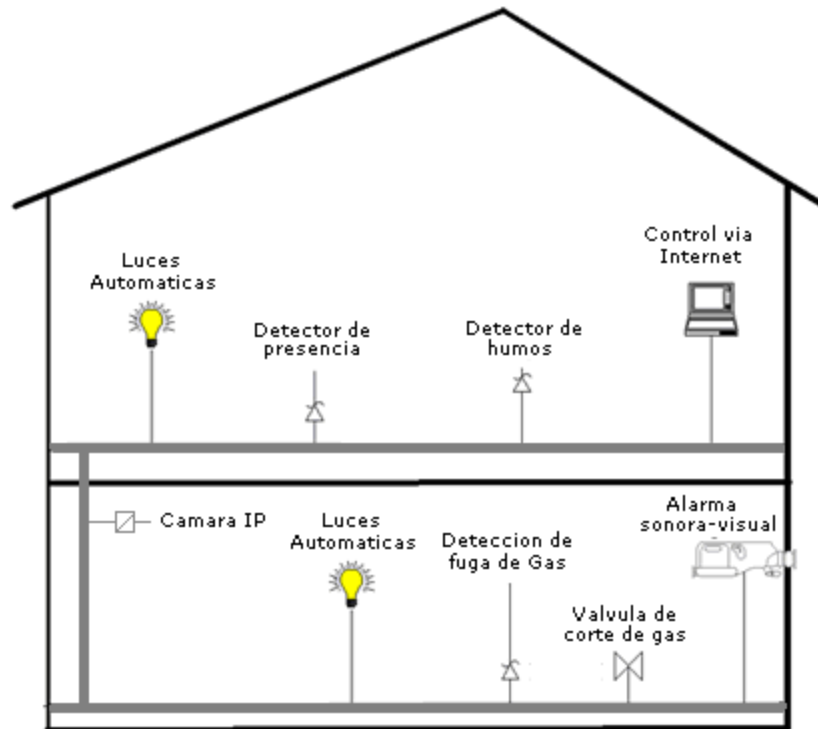 Control via
Internet
Luces
Automaticas
Detector de
presencia
Detector de
humos
Alarma
sonora-visual
Camara IP
Luces
Automaticas
Deteccion de
fuga de Gas
Valvula de
corte de gas